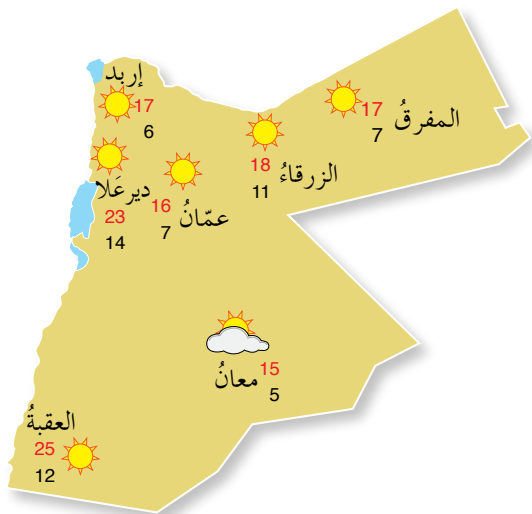 إربد
17
6
المفرقُ
17
7
الزرقاءُ
18
11
ديرعَلا
23
14
عمّانُ
16
7
معانُ
15
5
العقبةُ
25
12